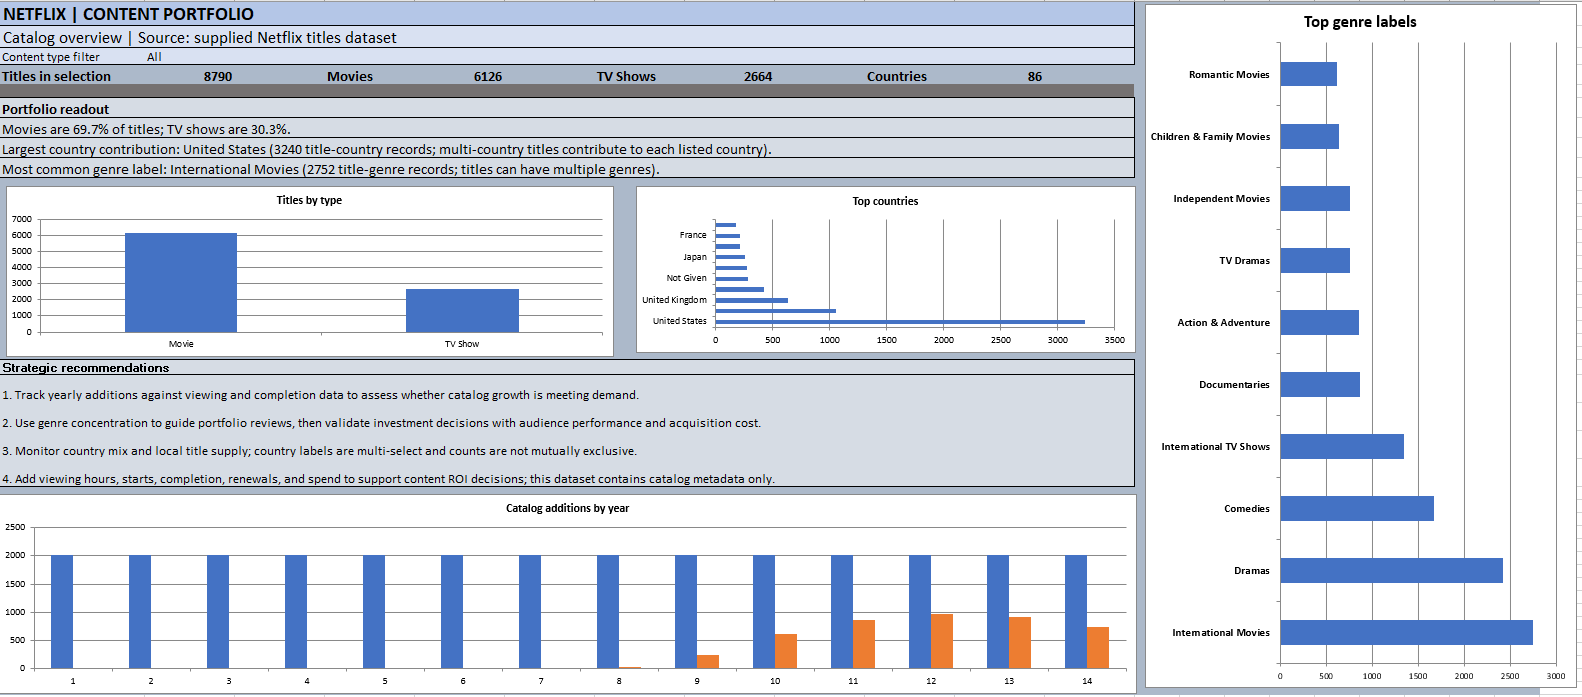 NETFLIX | CONTENT PORTFOLIO
Catalog overview | Source: supplied Netflix titles dataset
Content type filter All
Titles in selection 8790 Movies 6126 TV Shows 2664 Countries 86
Portfolio readout
Movies are 69.7% of titles; TV shows are 30.3%.
Largest country contribution: United States (3240 title-country records; multi-country titles contribute to each listed country).
Most common genre label: International Movies (2752 title-genre records; titles can have multiple genres).
Titles by type
7000
6000
5000
4000
3000
2000
1000
0
Movie TV Show
Top countries
France
Japan
Not Given
United Kingdom
United States
0 500 1000 1500 2000 2500 3000 3500
Strategic recommendations
1. Track yearly additions against viewing and completion data to assess whether catalog growth is meeting demand.
2. Use genre concentration to guide portfolio reviews, then validate investment decisions with audience performance and acquisition cost.
3. Monitor country mix and local title supply; country labels are multi-select and counts are not mutually exclusive.
4. Add viewing hours, starts, completion, renewals, and spend to support content ROI decisions; this dataset contains catalog metadata only.
Catalog additions by year
2500
2000
1500
1000
500
0
1 2 3 4 5 6 7 8 9 10 11 12 13 14
Top genre labels
Romantic Movies
Children & Family Movies
Independent Movies
TV Dramas
Action & Adventure
Documentaries
International TV Shows
Comedies
Dramas
International Movies
0 500 1000 1500 2000 2500 3000